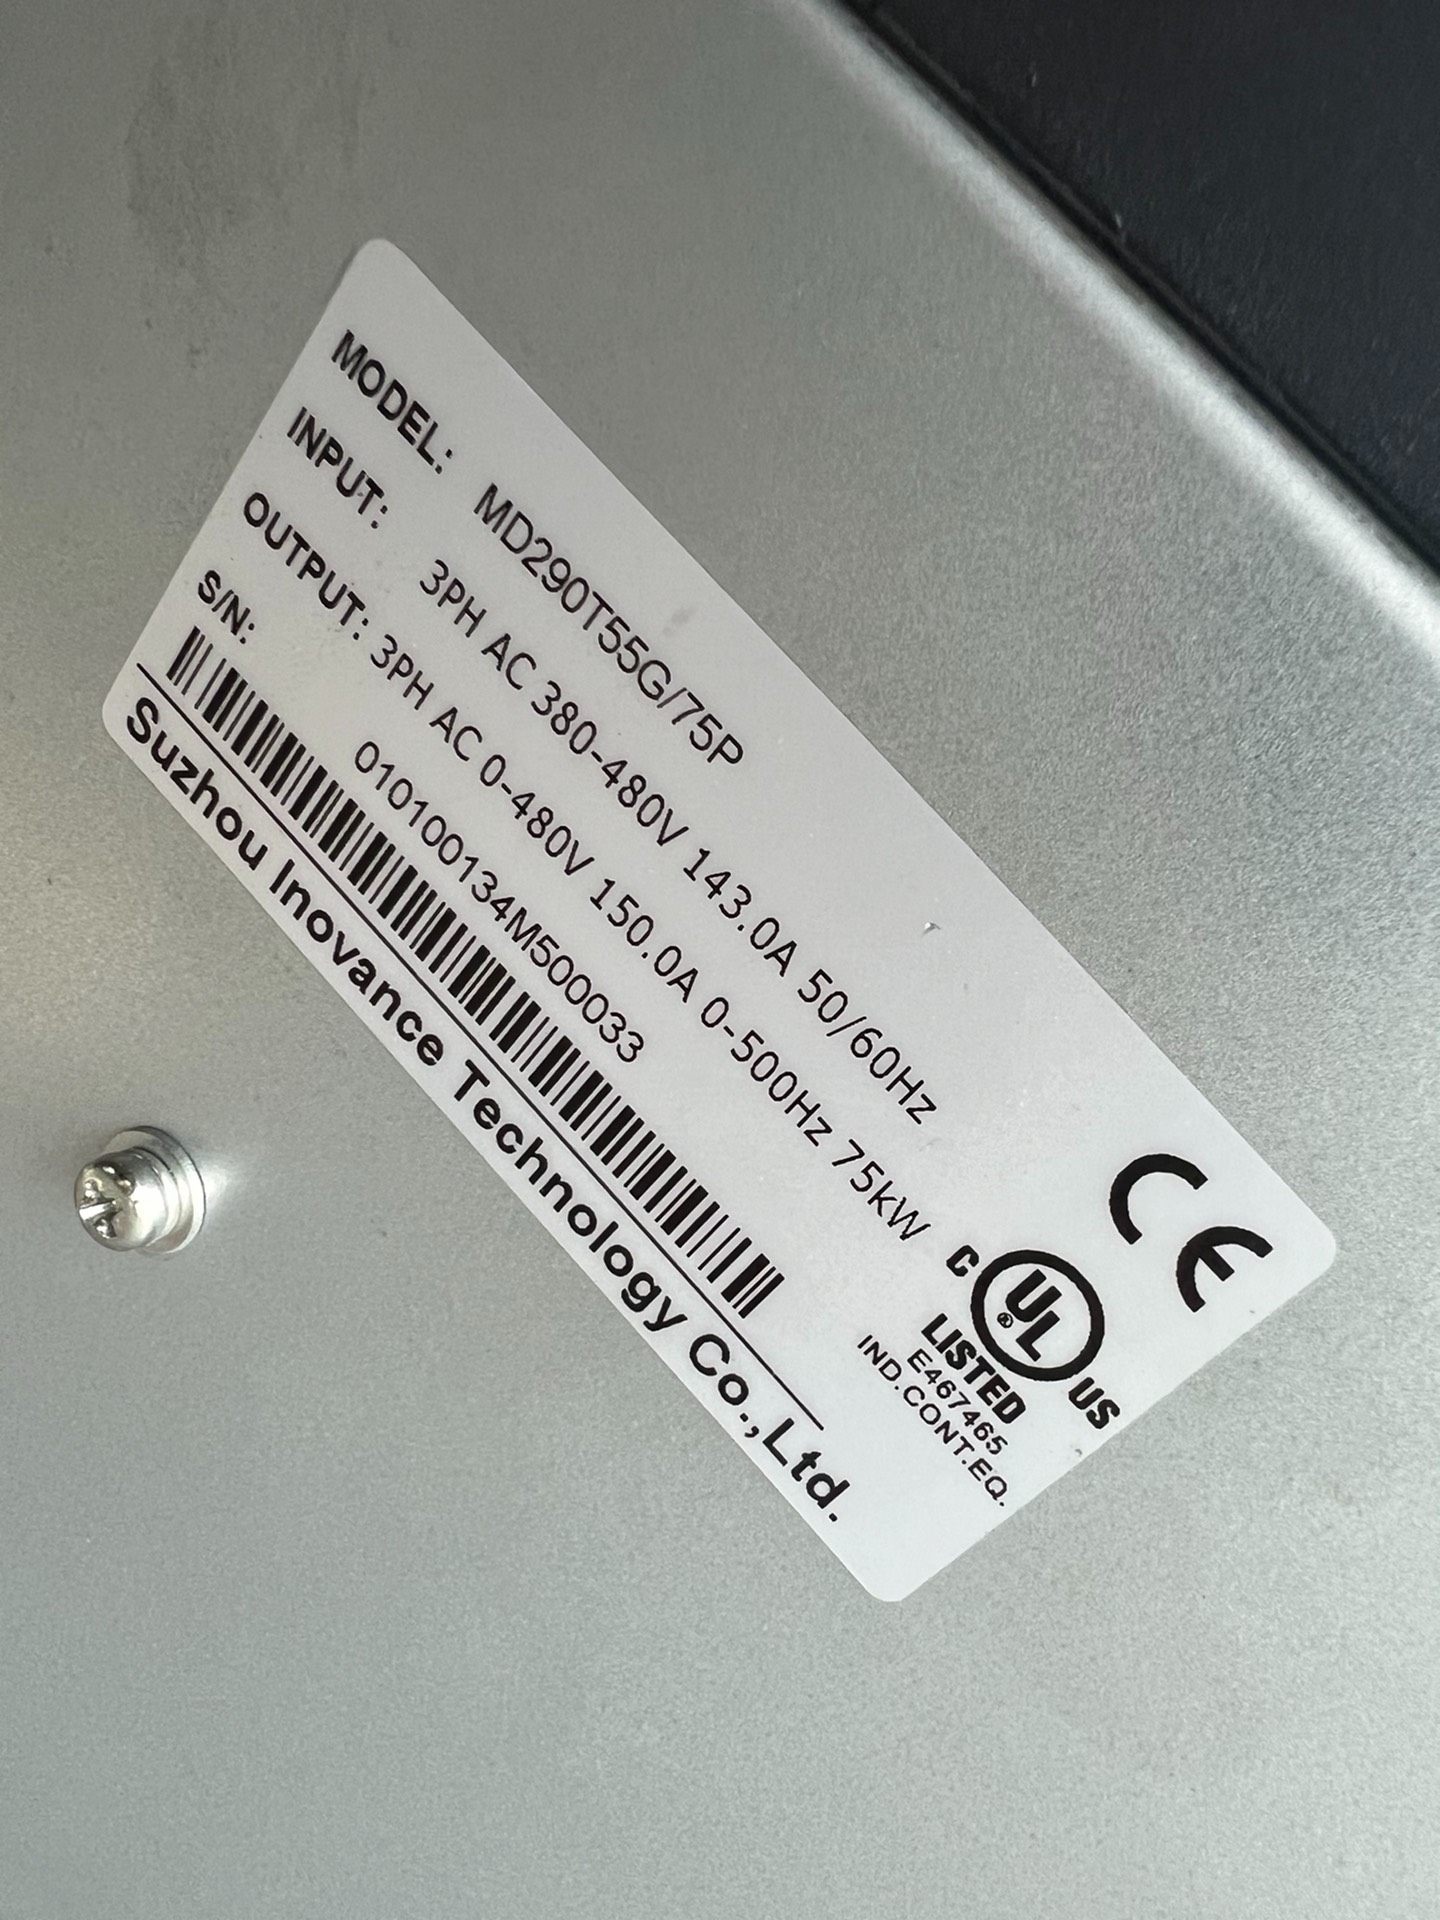 MODEL: MD290T55G/75P
INPUT: 3PH AC 380-480V 143.0A 50/60Hz
OUTPUT: 3PH AC 0-480V 150.0A 0-500Hz 75kW
S/N:
010100134M500033
Suzhou Inovance Technology Co.,Ltd.
CE
C UL US
®
LISTED
E467465
IND.CONT.EQ.